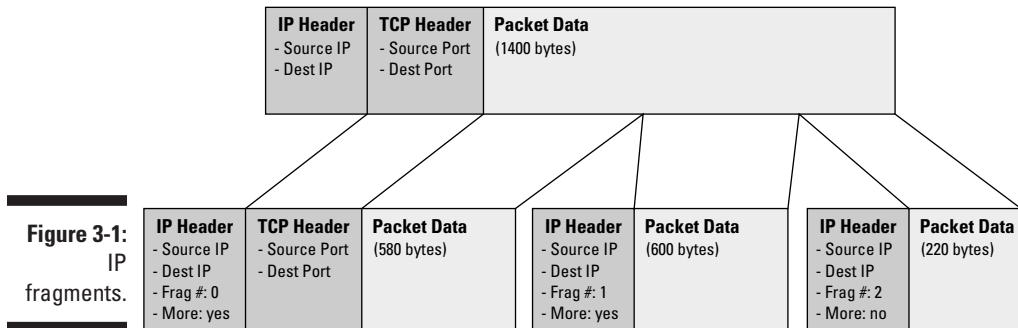 IP Header
- Source IP
- Dest IP
TCP Header
- Source Port
- Dest Port
Packet Data
(1400 bytes)
Figure 3-1:
IP
fragments.
IP Header
- Source IP
- Dest IP
- Frag #: 0
- More: yes
TCP Header
- Source Port
- Dest Port
Packet Data
(580 bytes)
IP Header
- Source IP
- Dest IP
- Frag #: 1
- More: yes
Packet Data
(600 bytes)
IP Header
- Source IP
- Dest IP
- Frag #: 2
- More: no
Packet Data
(220 bytes)